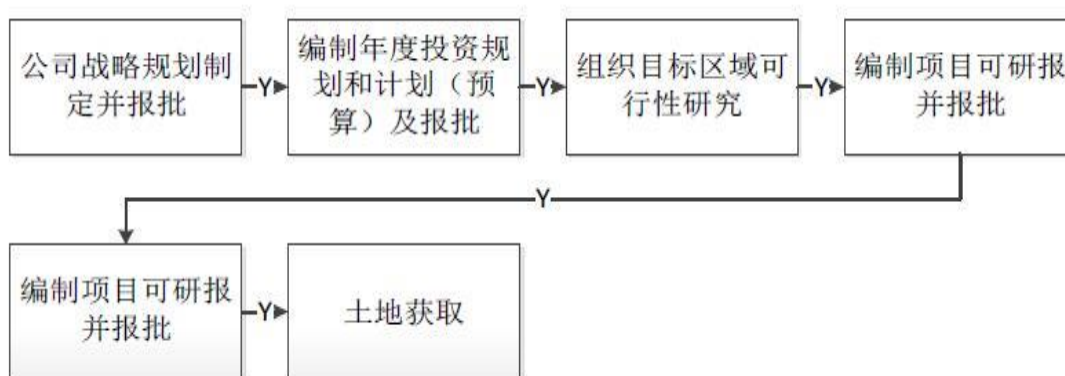 公司战略规划制
定并报批
Y
编制年度投资规
划和计划（预
算）及报批
Y
组织目标区域可
行性研究
Y
编制项目可研报
并报批
Y
编制项目可研报
并报批
Y
土地获取